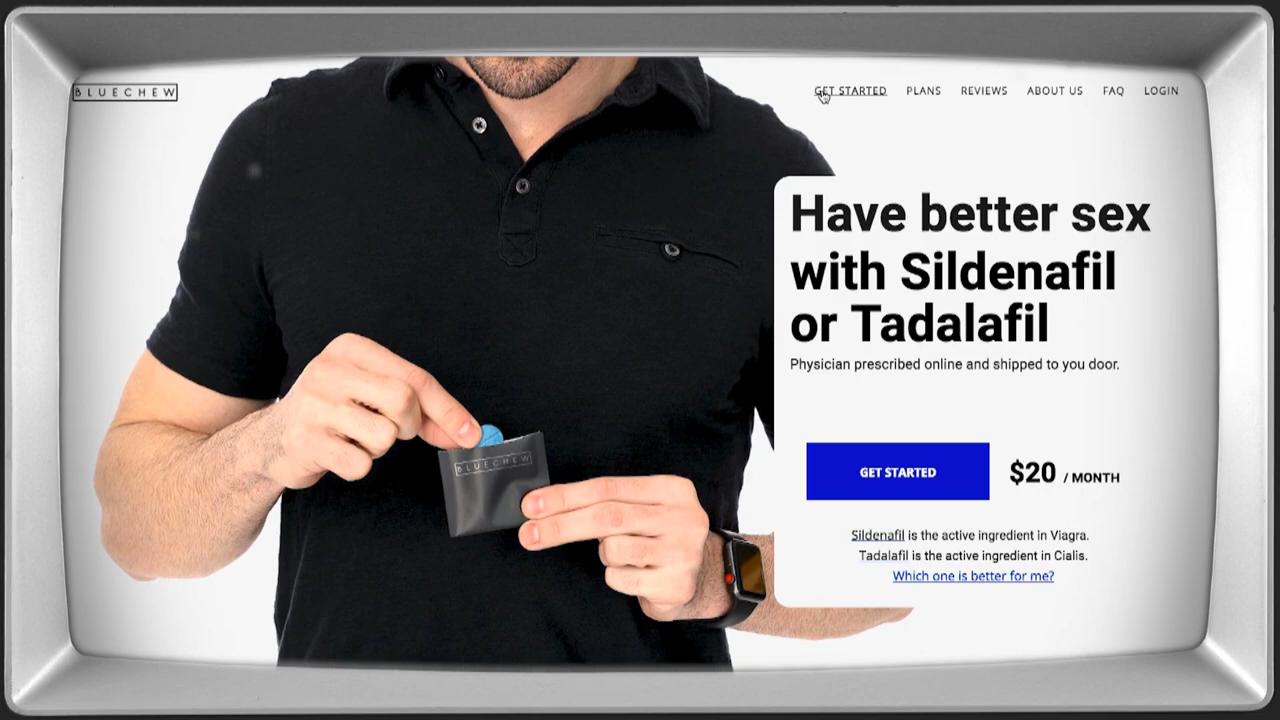 BLUECHEW
GET STARTED PLANS REVIEWS ABOUT US FAQ LOGIN
Have better sex
with Sildenafil
or Tadalafil
Physician prescribed online and shipped to you door.
BLUECHEW
GET STARTED
$20 / MONTH
Sildenafil is the active ingredient in Viagra.
Tadalafil is the active ingredient in Cialis.
Which one is better for me?